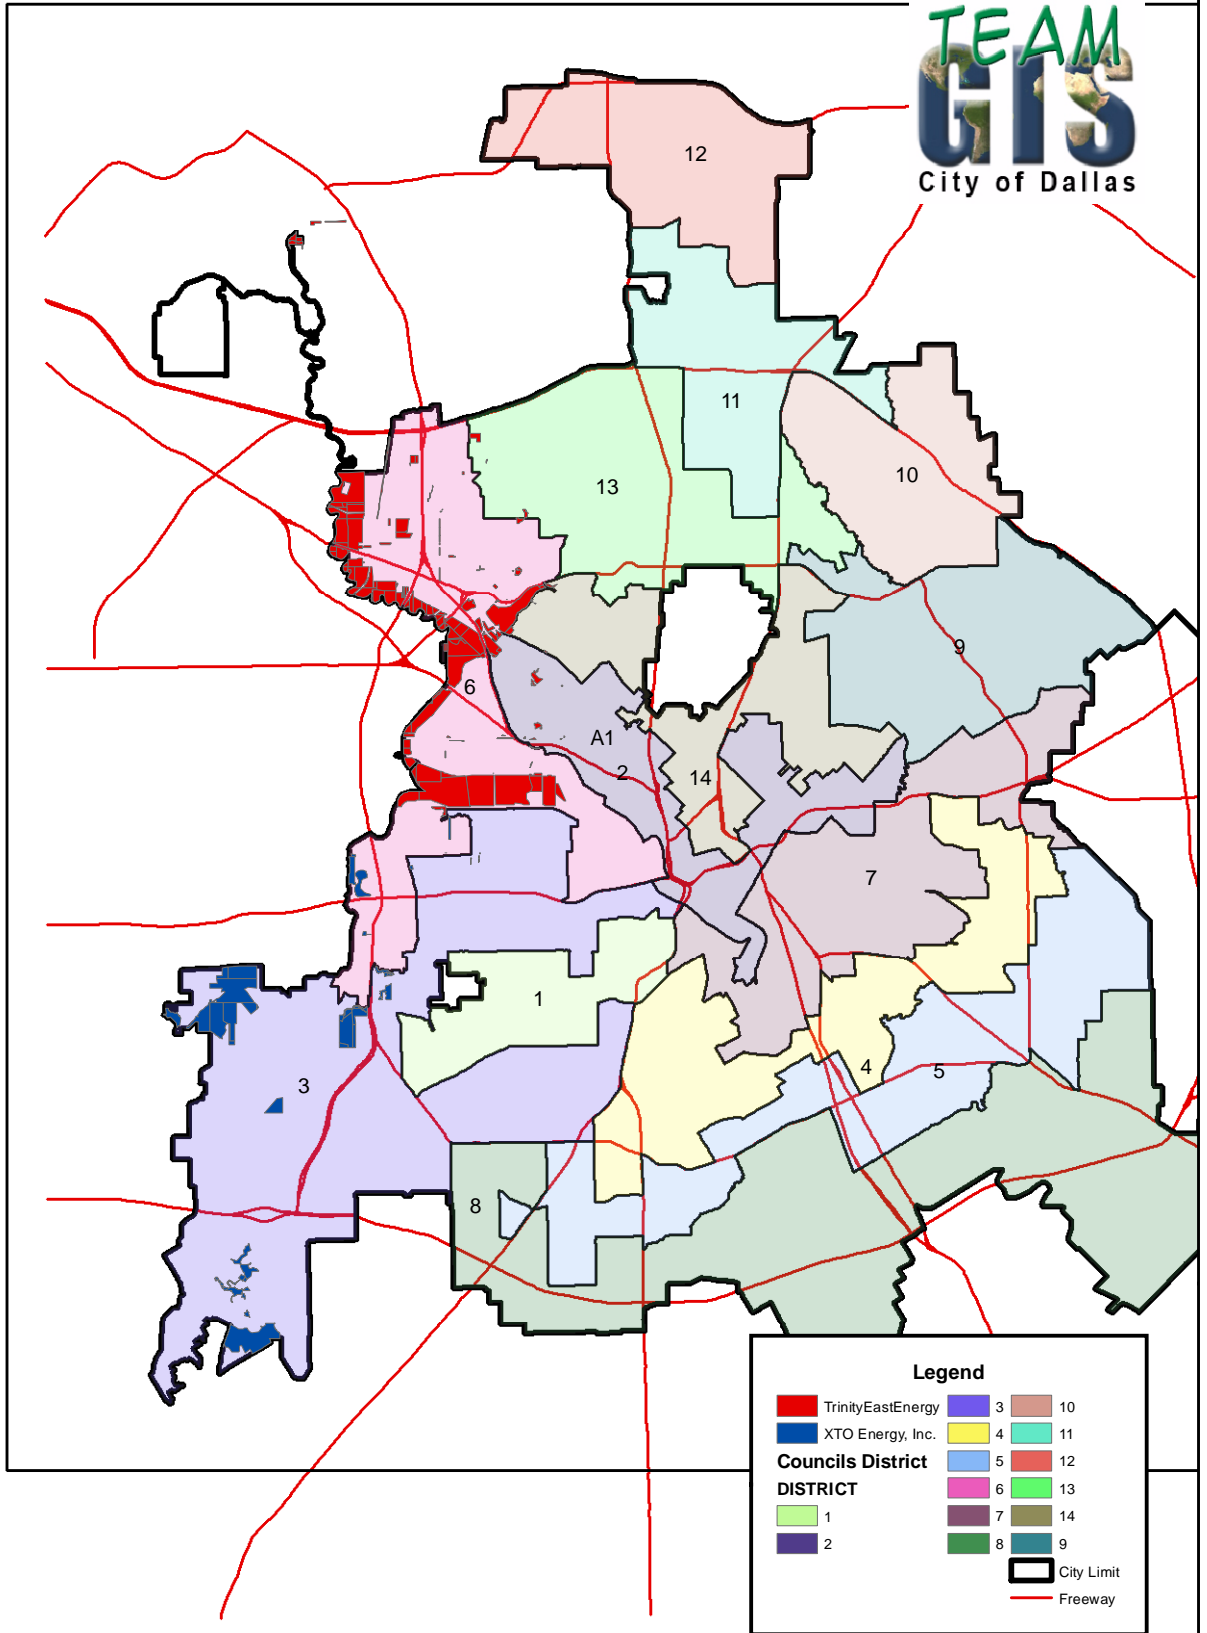 TEAM
GIS
City of Dallas
12
11
10
13
9
6
A1
2
14
7
1
3
4
5
8
Legend
TrinityEastEnergy
XTO Energy, Inc.
Councils District
DISTRICT
1
2
3
4
5
6
7
8
10
11
12
13
14
9
City Limit
Freeway